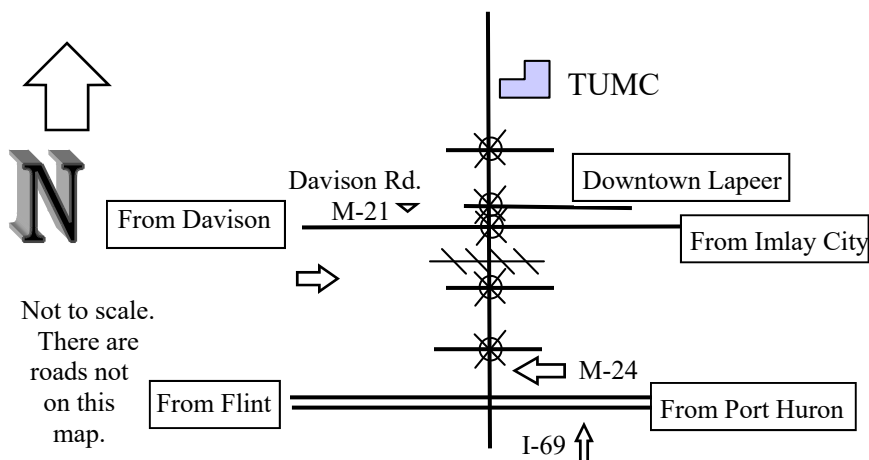 TUMC
N
Davison Rd.
M-21
Downtown Lapeer
From Davison
From Imlay City
Not to scale.
There are
roads not
on this
map.
M-24
From Flint
From Port Huron
I-69